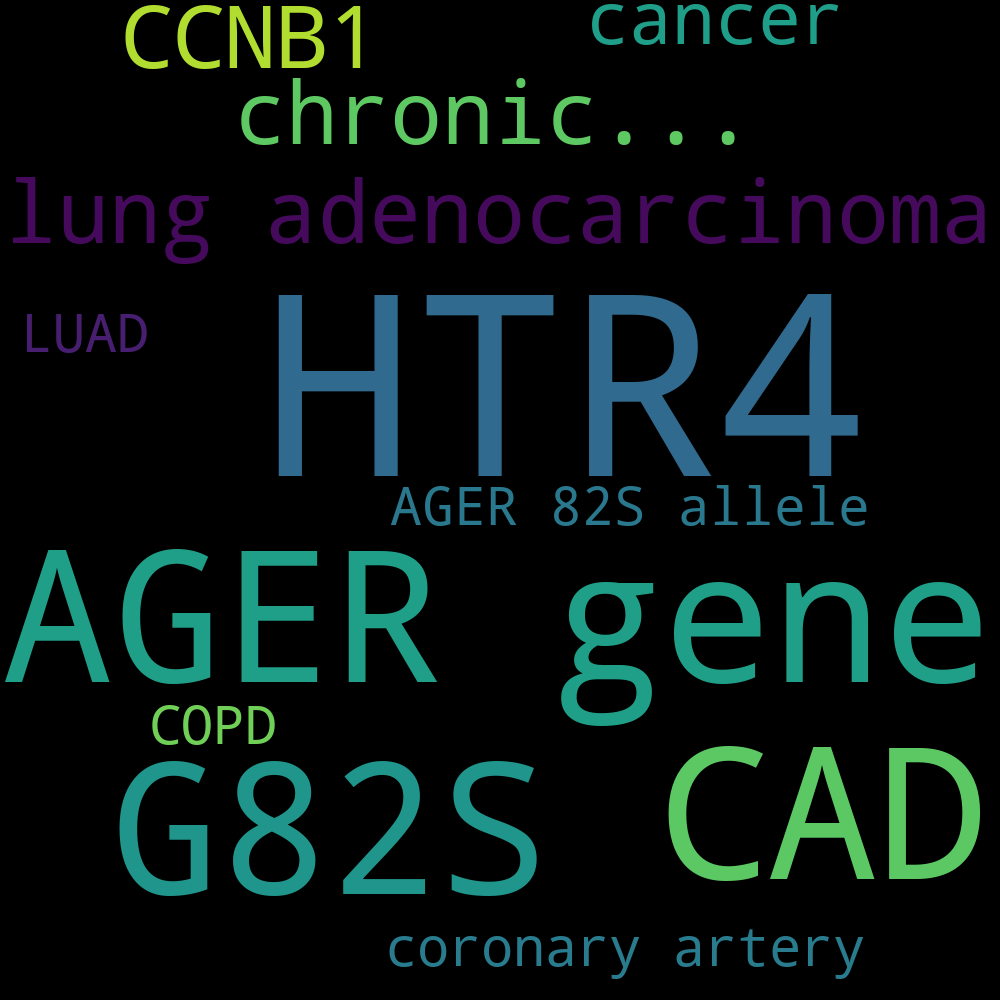 CCNB1
cancer
chronic...
lung adenocarcinoma
LUAD
HTR4
AGER 82S allele
AGER gene
COPD
G82S
CAD
coronary artery